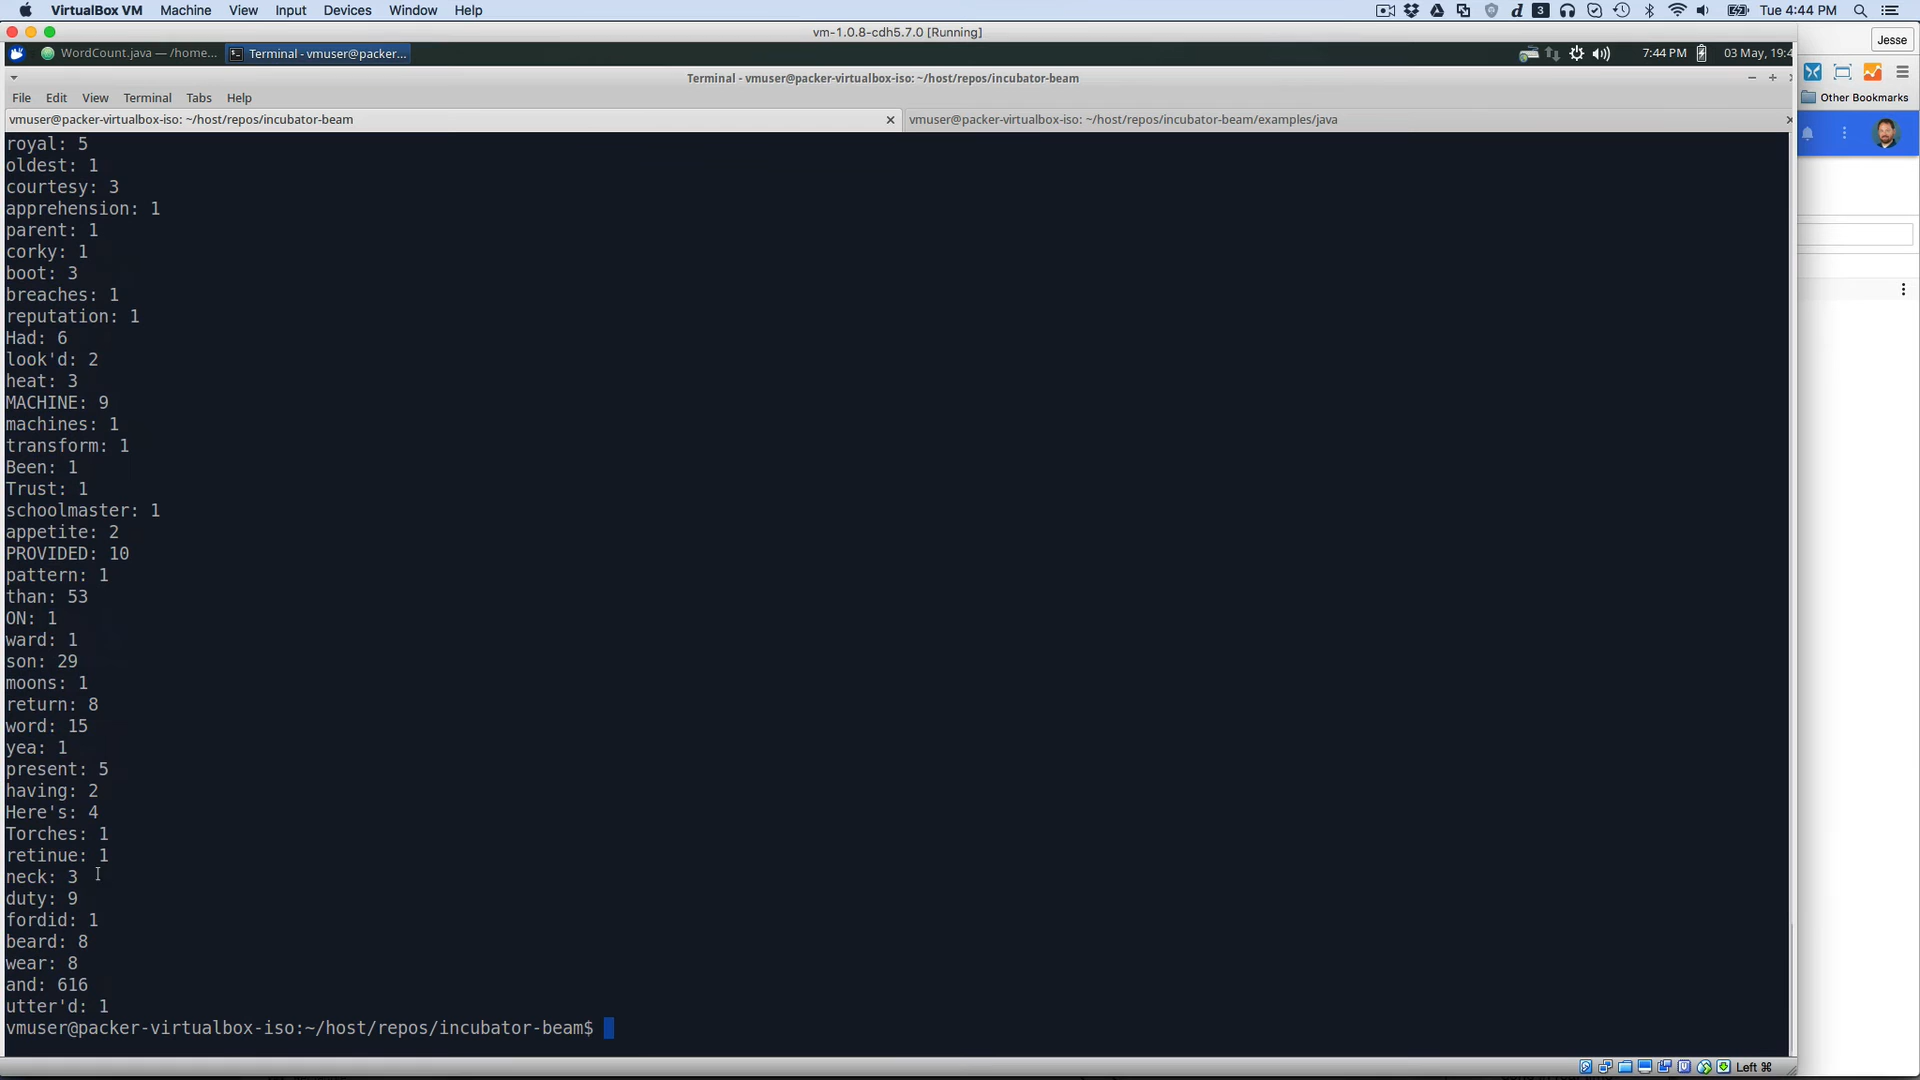 VirtualBox VM Machine View Input Devices Window Help 3 Tue 4:44 PM
vm-1.0.8-cdh5.7.0 [Running]
Jesse
WordCount.java — /home... Terminal - vmuser@packer... 7:44 PM 03 May, 19:4
Terminal - vmuser@packer-virtualbox-iso: ~/host/repos/incubator-beam
File Edit View Terminal Tabs Help
Other Bookmarks
vmuser@packer-virtualbox-iso: ~/host/repos/incubator-beam vmuser@packer-virtualbox-iso: ~/host/repos/incubator-beam/examples/java
royal: 5
oldest: 1
courtesy: 3
apprehension: 1
parent: 1
corky: 1
boot: 3
breaches: 1
reputation: 1
Had: 6
look'd: 2
heat: 3
MACHINE: 9
machines: 1
transform: 1
Been: 1
Trust: 1
schoolmaster: 1
appetite: 2
PROVIDED: 10
pattern: 1
than: 53
ON: 1
ward: 1
son: 29
moons: 1
return: 8
word: 15
yea: 1
present: 5
having: 2
Here's: 4
Torches: 1
retinue: 1
neck: 3
duty: 9
fordid: 1
beard: 8
wear: 8
and: 616
utter'd: 1
vmuser@packer-virtualbox-iso:~/host/repos/incubator-beam$
Left ⌘